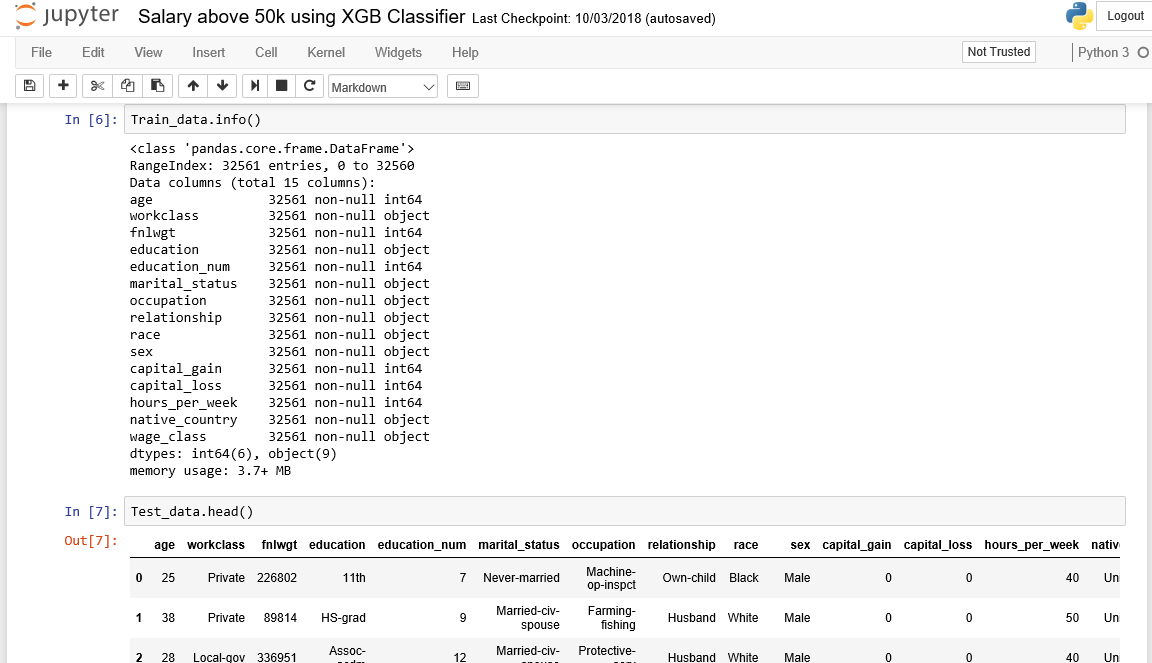 jupyter Salary above 50k using XGB Classifier Last Checkpoint: 10/03/2018 (autosaved) Logout
File Edit View Insert Cell Kernel Widgets Help Not Trusted Python 3
Markdown
In [6]: Train_data.info()
<class 'pandas.core.frame.DataFrame'>
RangeIndex: 32561 entries, 0 to 32560
Data columns (total 15 columns):
age 32561 non-null int64
workclass 32561 non-null object
fnlwgt 32561 non-null int64
education 32561 non-null object
education_num 32561 non-null int64
marital_status 32561 non-null object
occupation 32561 non-null object
relationship 32561 non-null object
race 32561 non-null object
sex 32561 non-null object
capital_gain 32561 non-null int64
capital_loss 32561 non-null int64
hours_per_week 32561 non-null int64
native_country 32561 non-null object
wage_class 32561 non-null object
dtypes: int64(6), object(9)
memory usage: 3.7+ MB
In [7]: Test_data.head()
Out[7]:
age workclass fnlwgt education education_num marital_status occupation relationship race sex capital_gain capital_loss hours_per_week nativ
0 25 Private 226802 11th 7 Never-married Machine-op-inspct Own-child Black Male 0 0 40 Un
1 38 Private 89814 HS-grad 9 Married-civ-spouse Farming-fishing Husband White Male 0 0 50 Un
2 28 Local-gov 336951 Assoc- 12 Married-civ- Protective- Husband White Male 0 0 40 Un